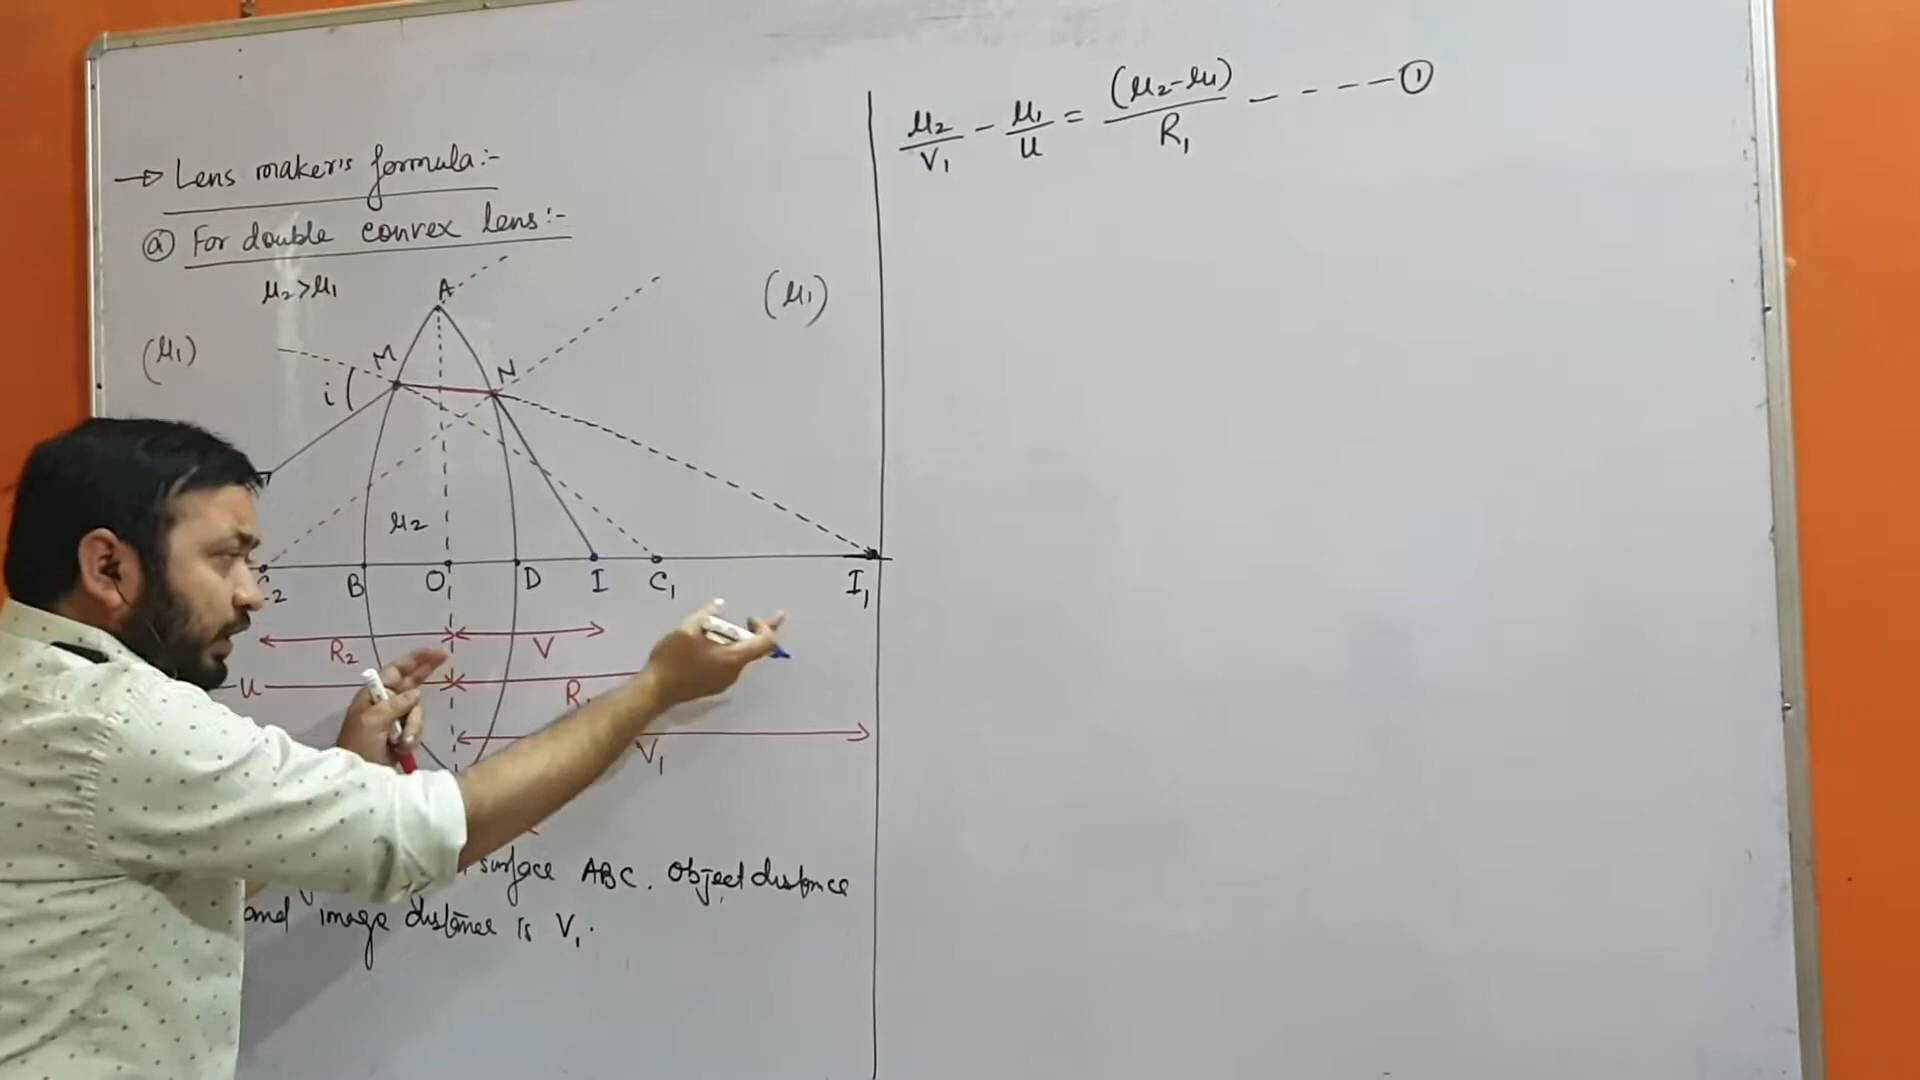 → Lens maker's formula:-
ⓐ For double convex lens:-
μ₂>μ₁
A
(μ₁)
(μ₁)
M
N
i
μ₂
B O D I C₁ I₁
R₂ V
u R
V₁
surface ABC. Object distance
and image distance is V₁.
μ₂/V₁ - μ₁/u = (μ₂-μ₁)/R₁ - - - - - ①